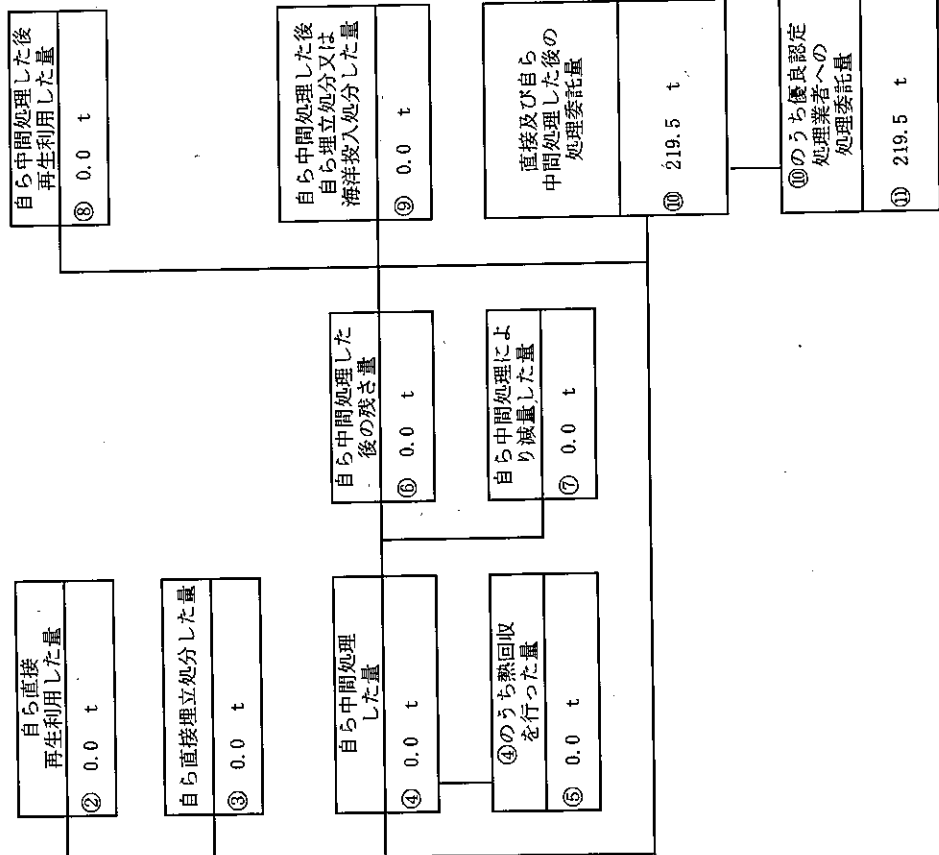 自ら直接
再生利用した量
② 0.0 t
自ら直接埋立処分した量
③ 0.0 t
自ら中間処理
した量
④ 0.0 t
④のうち熱回収
を行った量
⑤ 0.0 t
自ら中間処理した
後の残さ量
⑥ 0.0 t
自ら中間処理によ
り減量した量
⑦ 0.0 t
自ら中間処理した後
再生利用した量
⑧ 0.0 t
自ら中間処理した後
自ら埋立処分又は
海洋投入処分した量
⑨ 0.0 t
直接及び自ら
中間処理した後の
処理委託量
⑩ 219.5 t
⑩のうち優良認定
処理業者への
処理委託量
⑪ 219.5 t